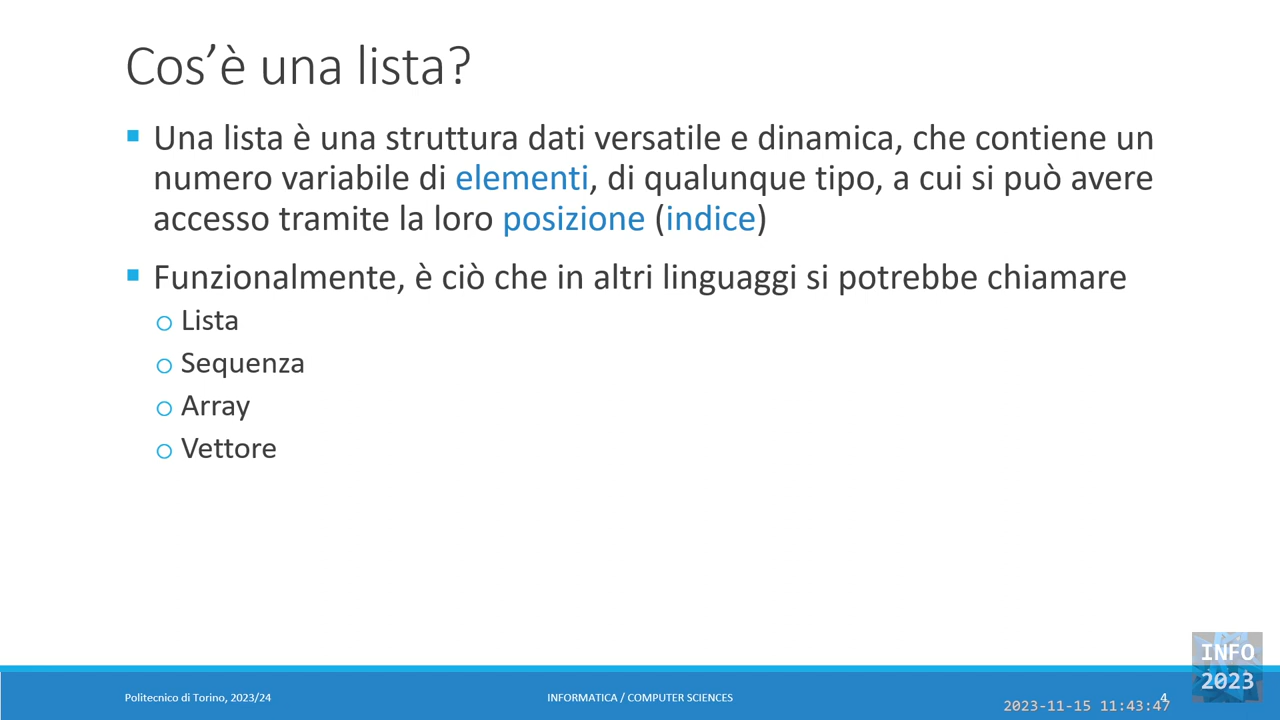 Cos’è una lista?
Una lista è una struttura dati versatile e dinamica, che contiene un
numero variabile di elementi, di qualunque tipo, a cui si può avere
accesso tramite la loro posizione (indice)
Funzionalmente, è ciò che in altri linguaggi si potrebbe chiamare
Lista
Sequenza
Array
Vettore
INFO
2023
Politecnico di Torino, 2023/24
INFORMATICA / COMPUTER SCIENCES
4
2023-11-15 11:43:47